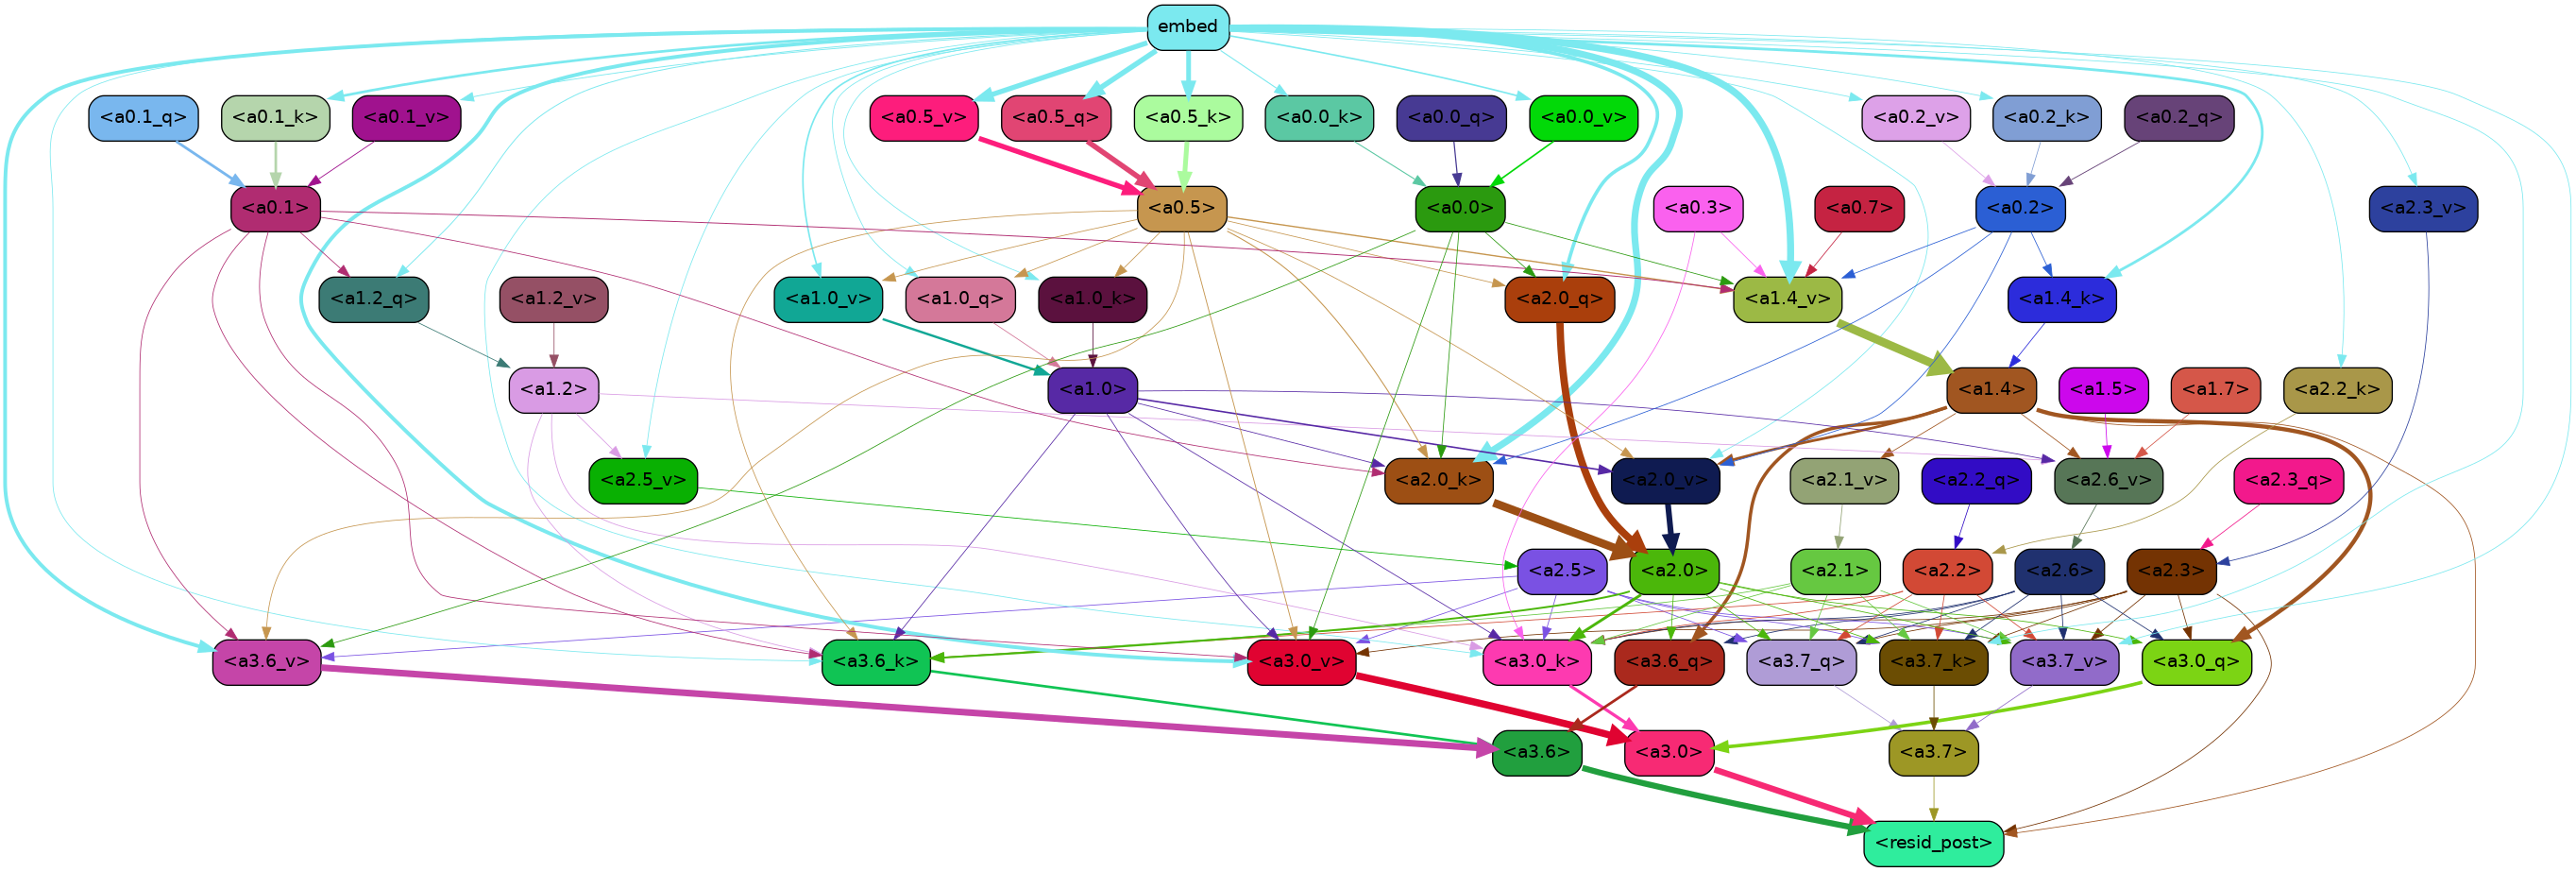 embed
<a0.1_q> <a0.1_k> <a0.1_v> <a0.5_v> <a0.5_q> <a0.5_k> <a0.0_k> <a0.0_q> <a0.0_v> <a0.2_v> <a0.2_k> <a0.2_q>
<a0.1> <a0.5> <a0.0> <a0.3> <a0.7> <a0.2> <a2.3_v>
<a1.2_q> <a1.2_v> <a1.0_v> <a1.0_q> <a1.0_k> <a2.0_q> <a1.4_v> <a1.4_k>
<a1.2> <a1.0> <a1.4> <a1.5> <a1.7> <a2.2_k>
<a2.5_v> <a2.0_k> <a2.0_v> <a2.1_v> <a2.2_q> <a2.6_v> <a2.3_q>
<a2.5> <a2.0> <a2.1> <a2.2> <a2.6> <a2.3>
<a3.6_v> <a3.6_k> <a3.0_v> <a3.0_k> <a3.6_q> <a3.7_q> <a3.7_k> <a3.7_v> <a3.0_q>
<a3.6> <a3.0> <a3.7>
<resid_post>